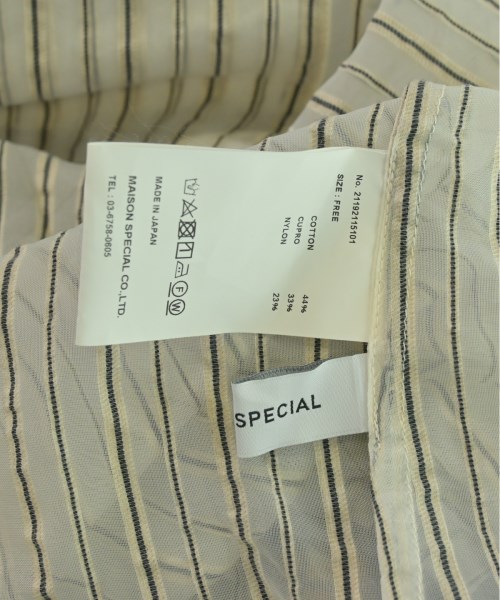 No. 21192115101
SIZE : FREE
COTTON 44%
CUPRO 33%
NYLON 23%
MADE IN JAPAN
MAISON SPECIAL CO.,LTD.
TEL : 03-6758-0605
SPECIAL